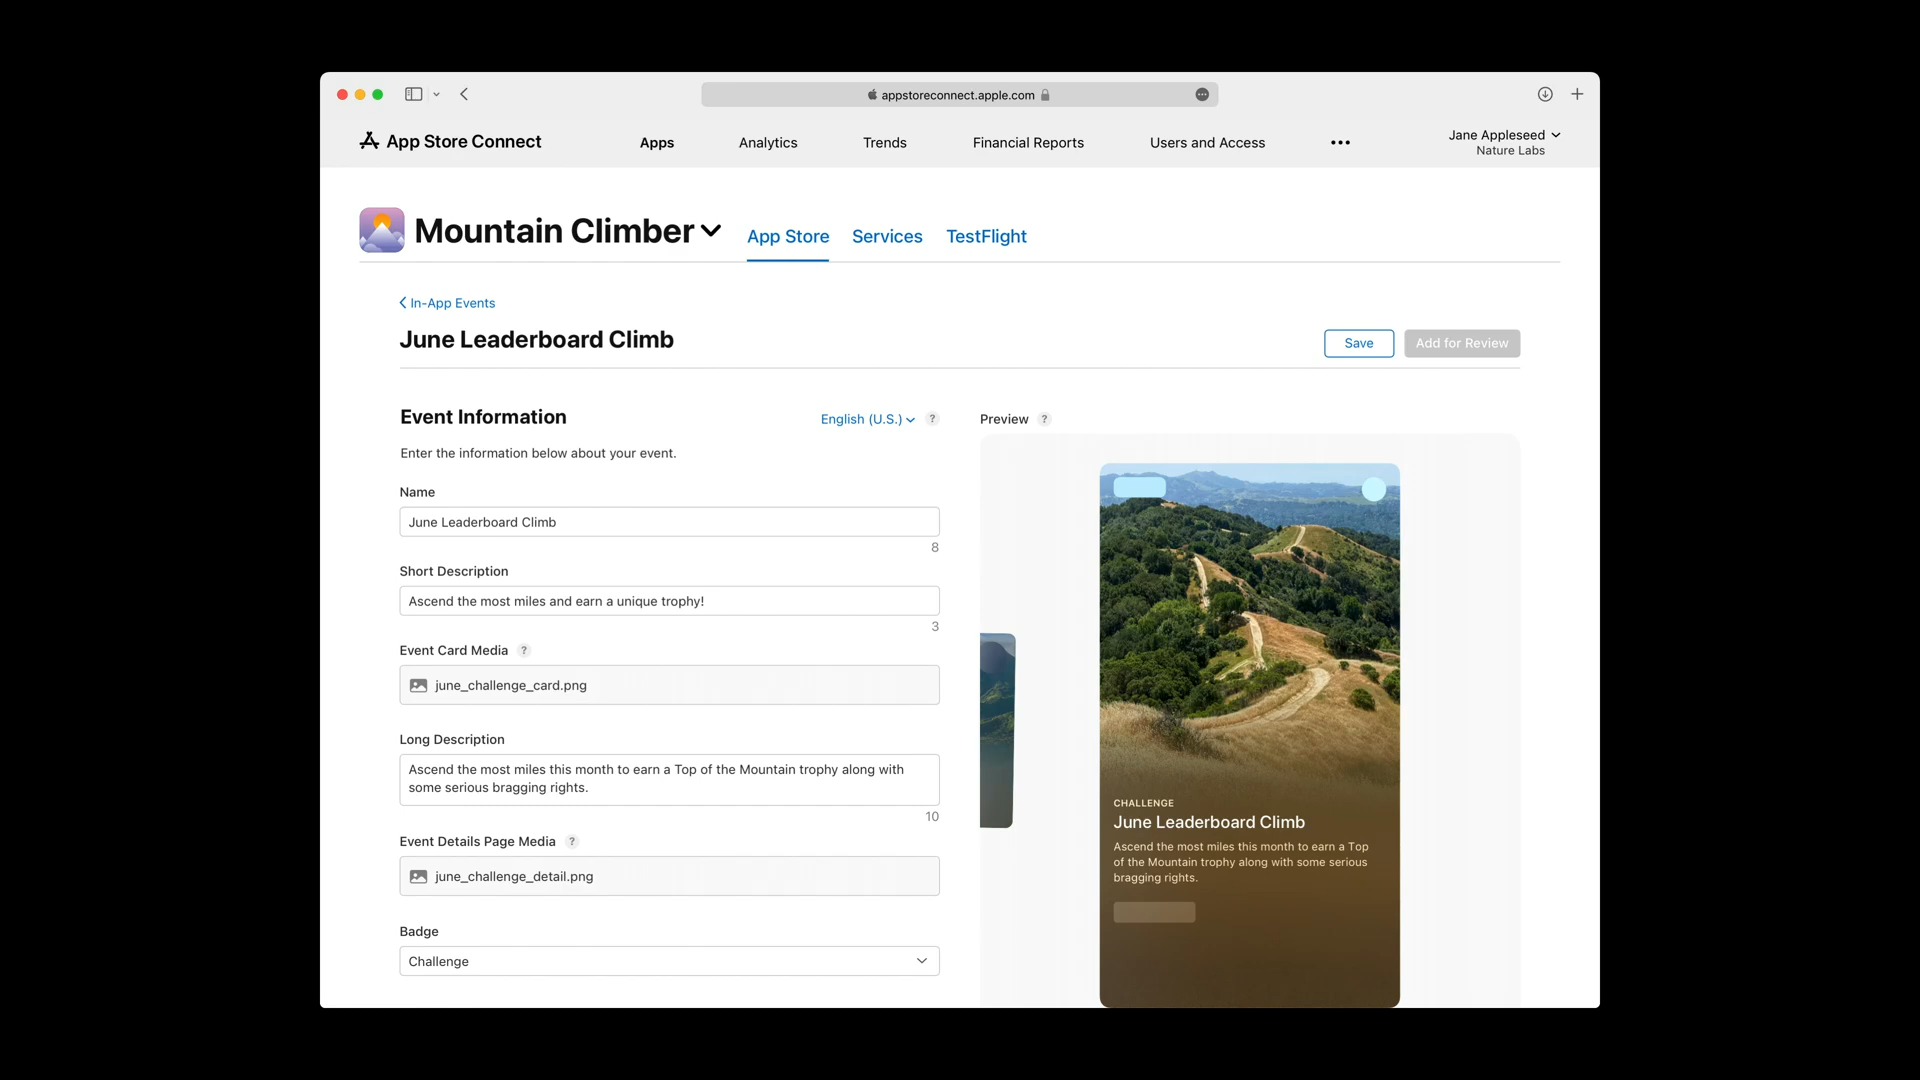 appstoreconnect.apple.com
App Store Connect
Apps
Analytics
Trends
Financial Reports
Users and Access
Jane Appleseed
Nature Labs
Mountain Climber
App Store
Services
TestFlight
In-App Events
June Leaderboard Climb
Save
Add for Review
Event Information
English (U.S.)
?
Enter the information below about your event.
Name
June Leaderboard Climb
8
Short Description
Ascend the most miles and earn a unique trophy!
3
Event Card Media
?
june_challenge_card.png
Long Description
Ascend the most miles this month to earn a Top of the Mountain trophy along with
some serious bragging rights.
10
Event Details Page Media
?
june_challenge_detail.png
Badge
Challenge
Preview
?
CHALLENGE
June Leaderboard Climb
Ascend the most miles this month to earn a Top
of the Mountain trophy along with some serious
bragging rights.